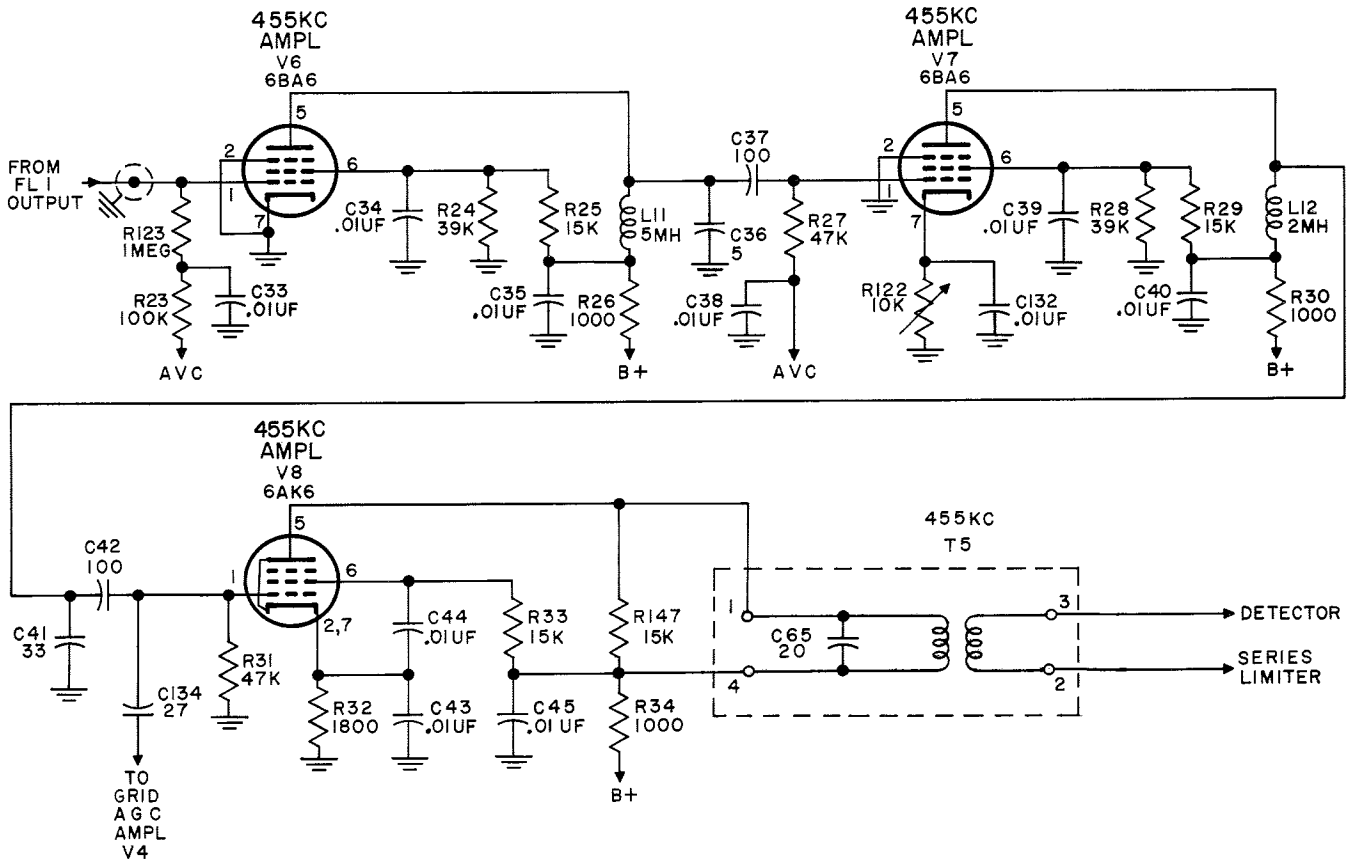 455KC
AMPL
V6
6BA6
5
2
6
1
7
FROM
FL 1
OUTPUT
R123
1MEG
R23
100K
C33
.01UF
AVC
C34
.01UF
R24
39K
R25
15K
L11
5MH
C35
.01UF
R26
1000
B+
C36
5
C37
100
R27
47K
C38
.01UF
AVC
455KC
AMPL
V7
6BA6
5
2
6
1
7
R122
10K
C132
.01UF
C39
.01UF
R28
39K
R29
15K
L12
2MH
C40
.01UF
R30
1000
B+
455KC
AMPL
V8
6AK6
5
1
6
2,7
C42
100
C41
33
C134
27
TO
GRID
AGC
AMPL
V4
R31
47K
R32
1800
C44
.01UF
C43
.01UF
R33
15K
C45
.01UF
R147
15K
R34
1000
B+
455KC
T5
1
4
C65
20
3
2
DETECTOR
SERIES
LIMITER